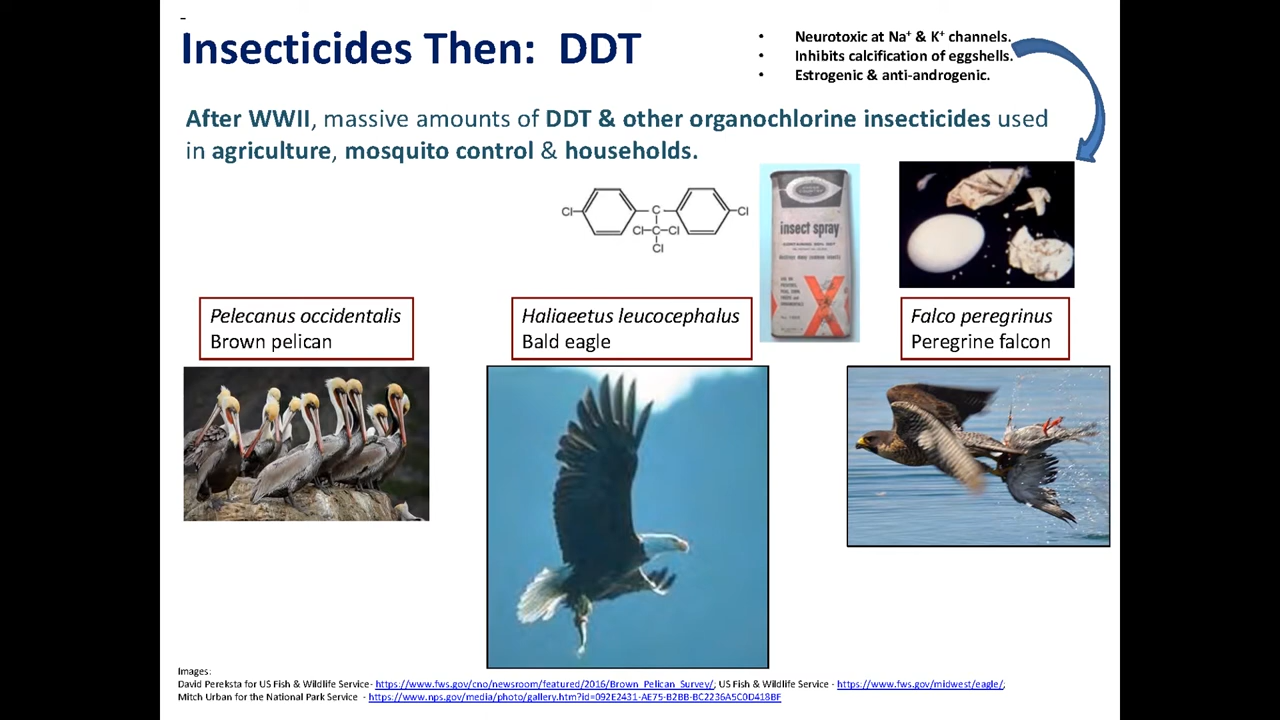 Insecticides Then: DDT
• Neurotoxic at Na⁺ & K⁺ channels.
• Inhibits calcification of eggshells.
• Estrogenic & anti-androgenic.
After WWII, massive amounts of DDT & other organochlorine insecticides used
in agriculture, mosquito control & households.
Cl C Cl
Cl C Cl
Cl
insect spray
X
Pelecanus occidentalis
Brown pelican
Haliaeetus leucocephalus
Bald eagle
Falco peregrinus
Peregrine falcon
Images:
David Pereksta for US Fish & Wildlife Service- https://www.fws.gov/cno/newsroom/featured/2016/Brown_Pelican_Survey/; US Fish & Wildlife Service - https://www.fws.gov/midwest/eagle/;
Mitch Urban for the National Park Service - https://www.nps.gov/media/photo/gallery.htm?id=092E2431-AE75-B2BB-BC2236A5C0D418BF